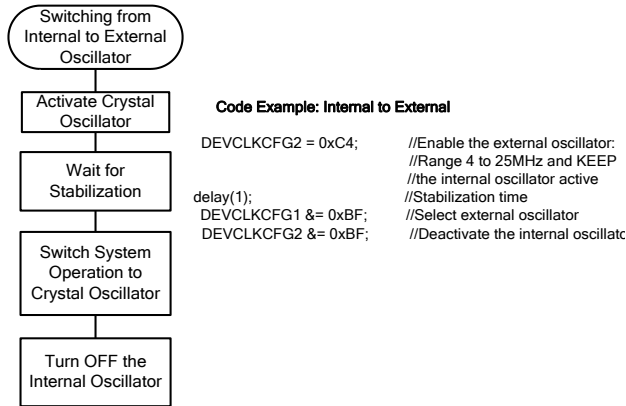 Switching from
Internal to External
Oscillator
Activate Crystal
Oscillator
Wait for
Stabilization
Switch System
Operation to
Crystal Oscillator
Turn OFF the
Internal Oscillator
Code Example: Internal to External
DEVCLKCFG2 = 0xC4; //Enable the external oscillator:
//Range 4 to 25MHz and KEEP
//the internal oscillator active
delay(1); //Stabilization time
DEVCLKCFG1 &= 0xBF; //Select external oscillator
DEVCLKCFG2 &= 0xBF; //Deactivate the internal